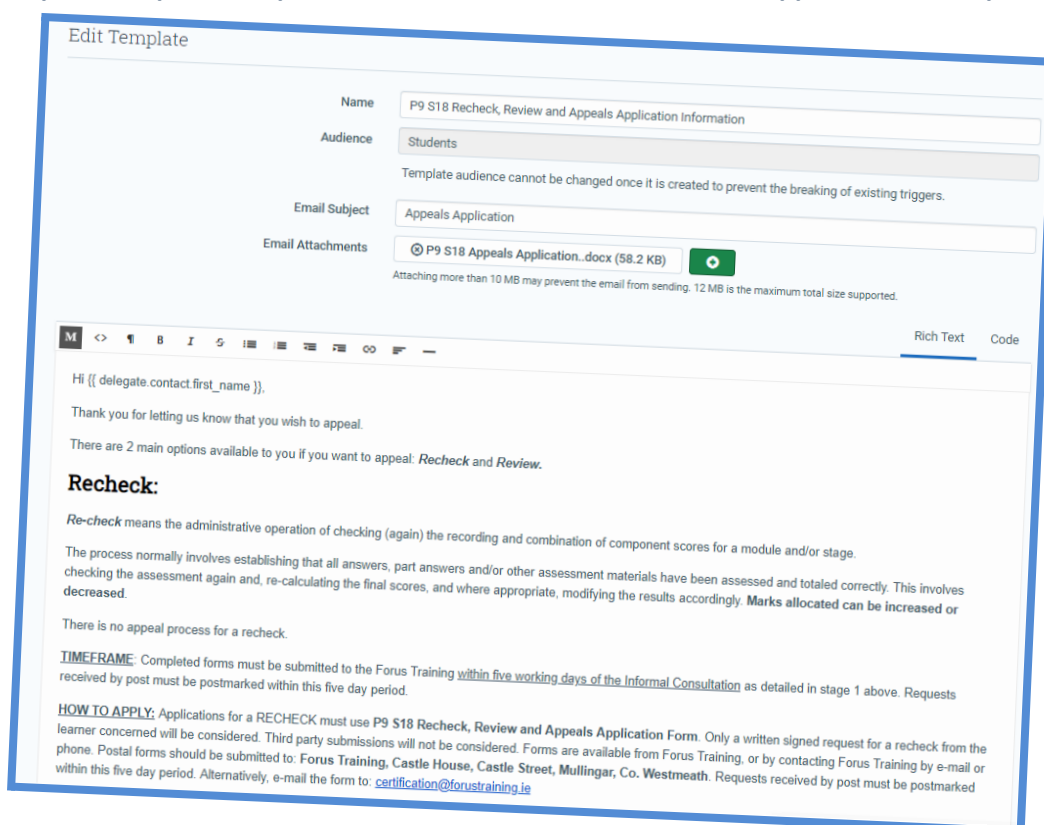 Edit Template
Name
P9 S18 Recheck, Review and Appeals Application Information
Audience
Students
Template audience cannot be changed once it is created to prevent the breaking of existing triggers.
Email Subject
Appeals Application
Email Attachments
P9 S18 Appeals Application..docx (58.2 KB)
Attaching more than 10 MB may prevent the email from sending. 12 MB is the maximum total size supported.
Rich Text Code
M <> ¶ B I S
Hi {{ delegate.contact.first_name }},
Thank you for letting us know that you wish to appeal.
There are 2 main options available to you if you want to appeal: Recheck and Review.
Recheck:
Re-check means the administrative operation of checking (again) the recording and combination of component scores for a module and/or stage.
The process normally involves establishing that all answers, part answers and/or other assessment materials have been assessed and totaled correctly. This involves
checking the assessment again and, re-calculating the final scores, and where appropriate, modifying the results accordingly. Marks allocated can be increased or
decreased.
There is no appeal process for a recheck.
TIMEFRAME: Completed forms must be submitted to the Forus Training within five working days of the Informal Consultation as detailed in stage 1 above. Requests
received by post must be postmarked within this five day period.
HOW TO APPLY: Applications for a RECHECK must use P9 S18 Recheck, Review and Appeals Application Form. Only a written signed request for a recheck from the
learner concerned will be considered. Third party submissions will not be considered. Forms are available from Forus Training, or by contacting Forus Training by e-mail or
phone. Postal forms should be submitted to: Forus Training, Castle House, Castle Street, Mullingar, Co. Westmeath. Requests received by post must be postmarked
within this five day period. Alternatively, e-mail the form to: certification@forustraining.ie